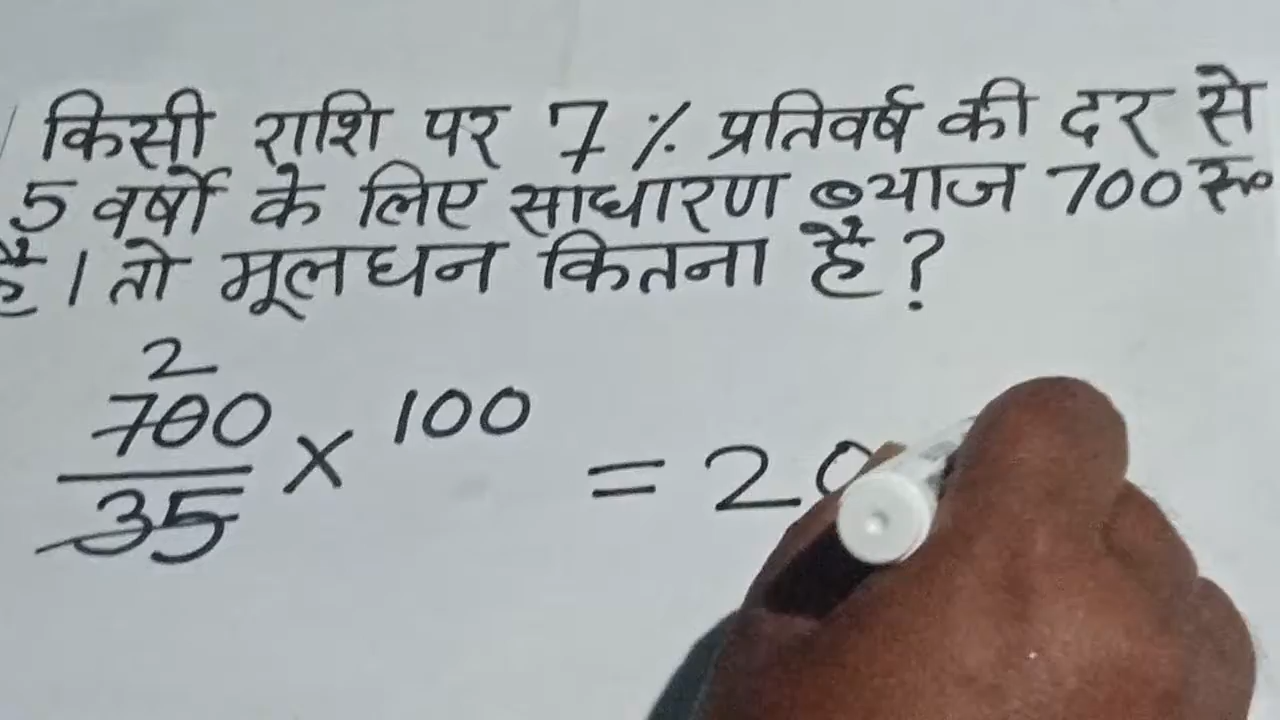 किसी राशि पर 7 % प्रतिवर्ष की दर से
5 वर्षों के लिए साधारण ब्याज 700 रू०
है । तो मूलधन कितना है ?
2
700
35
× 100
= 20